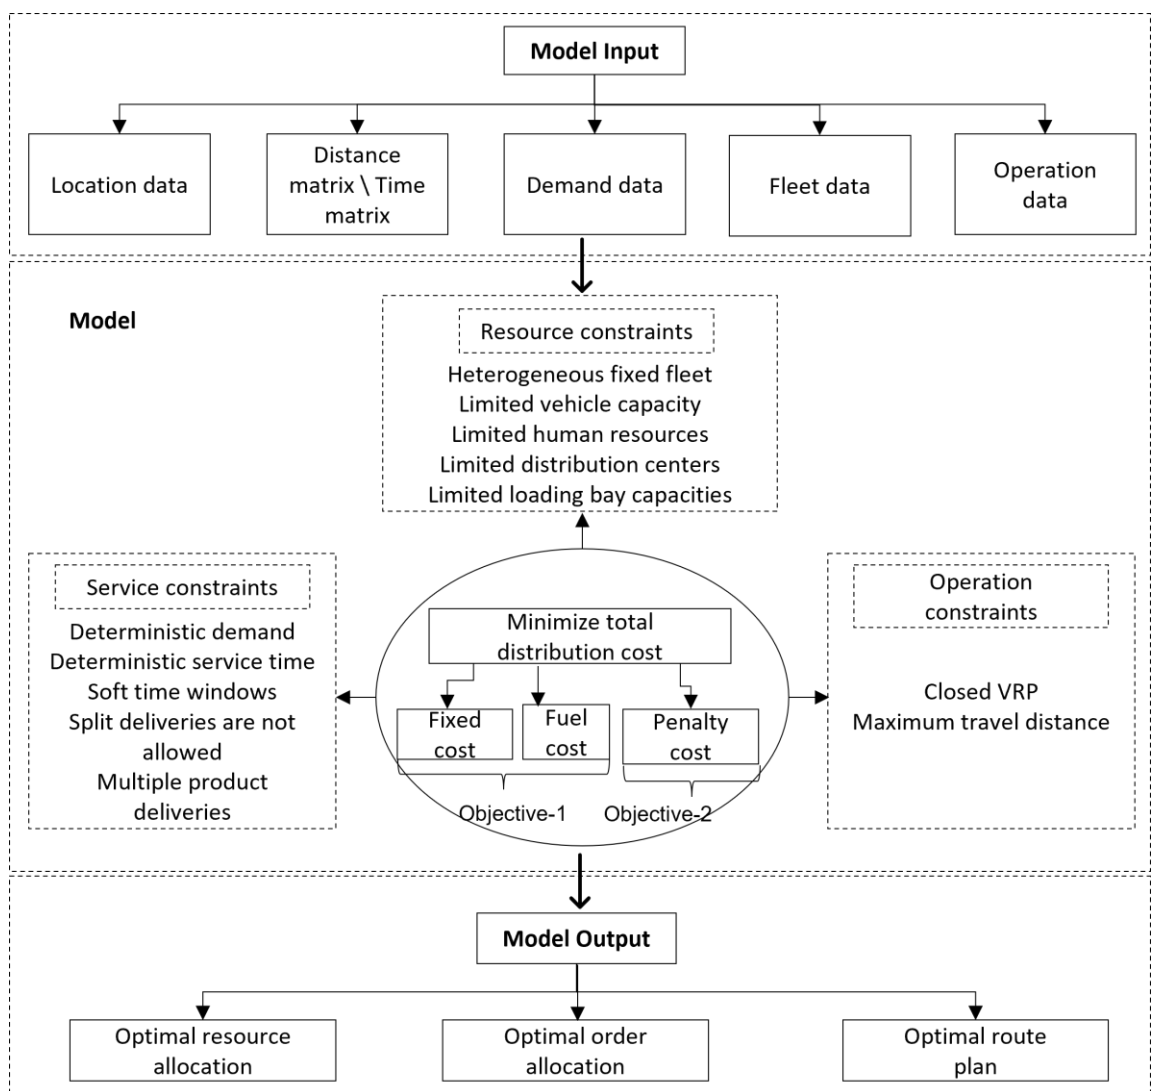 Model Input
Location data
Distance
matrix \ Time
matrix
Demand data
Fleet data
Operation
data
Model
Resource constraints
Heterogeneous fixed fleet
Limited vehicle capacity
Limited human resources
Limited distribution centers
Limited loading bay capacities
Service constraints
Deterministic demand
Deterministic service time
Soft time windows
Split deliveries are not
allowed
Multiple product
deliveries
Minimize total
distribution cost
Fixed
cost
Fuel
cost
Penalty
cost
Objective-1
Objective-2
Operation
constraints
Closed VRP
Maximum travel distance
Model Output
Optimal resource
allocation
Optimal order
allocation
Optimal route
plan